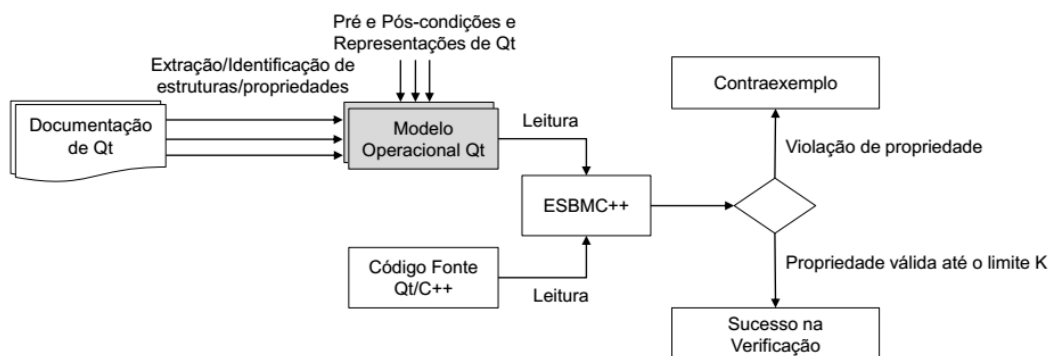 Pré e Pós-condições e
Representações de Qt
Extração/Identificação de
estruturas/propriedades
Documentação
de Qt
Modelo
Operacional Qt
Leitura
Contraexemplo
Violação de propriedade
ESBMC++
Código Fonte
Qt/C++
Leitura
Propriedade válida até o limite K
Sucesso na
Verificação